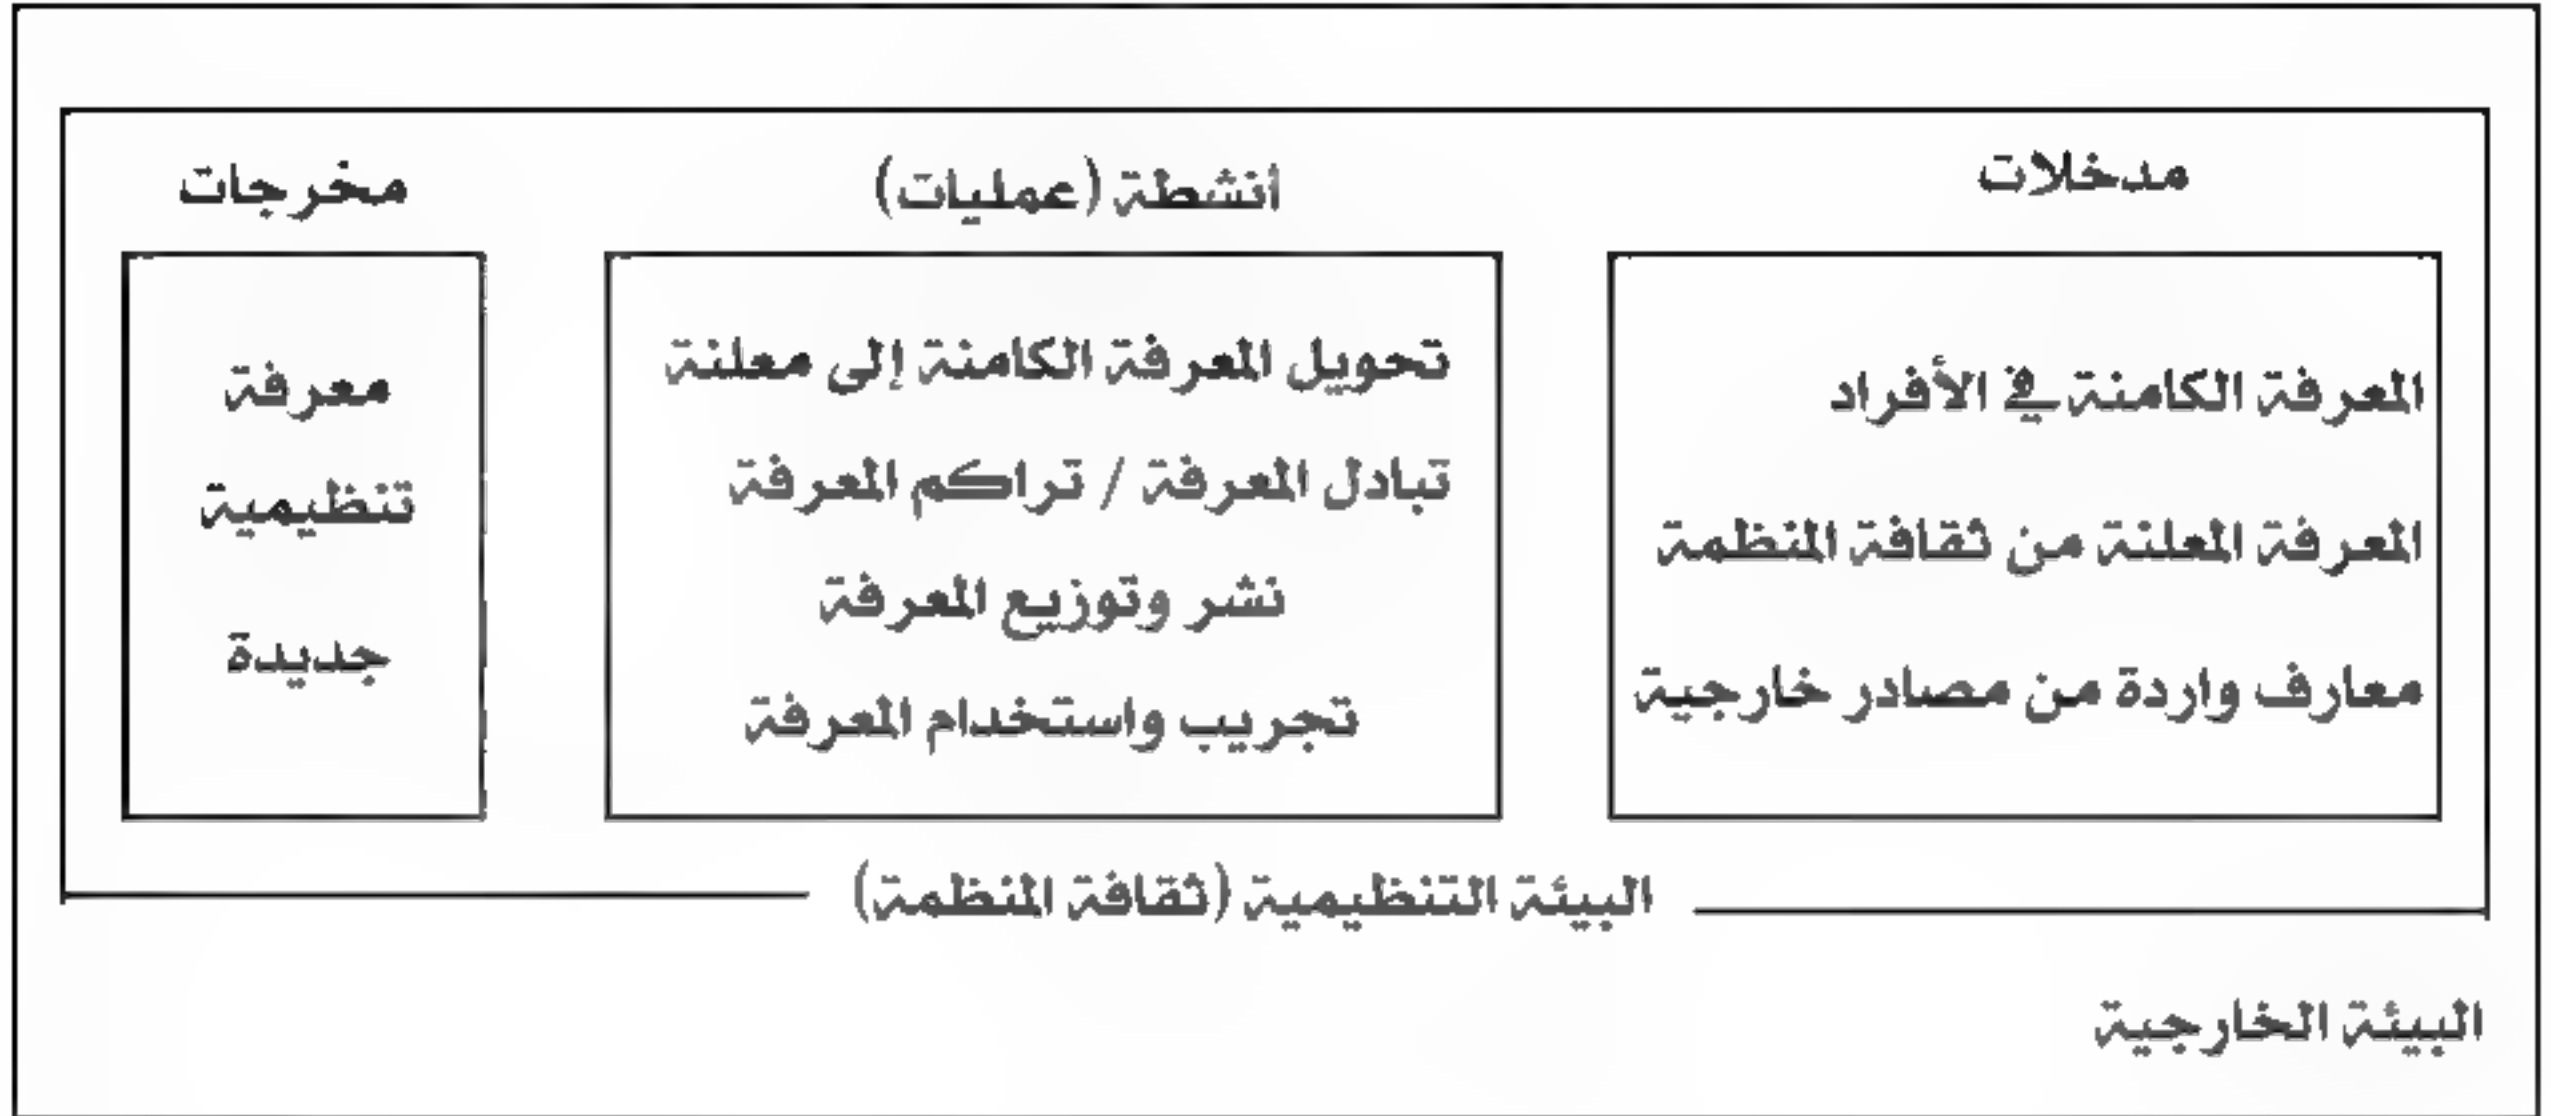 مدخلات
المعرفة الكامنة في الأفراد
المعرفة المعلنة من ثقافة المنظمة
معارف واردة من مصادر خارجية
أنشطة (عمليات)
تحويل المعرفة الكامنة إلى معلنة
تبادل المعرفة / تراكم المعرفة
نشر وتوزيع المعرفة
تجريب واستخدام المعرفة
مخرجات
معرفة
تنظيمية
جديدة
البيئة التنظيمية (ثقافة المنظمة)
البيئة الخارجية